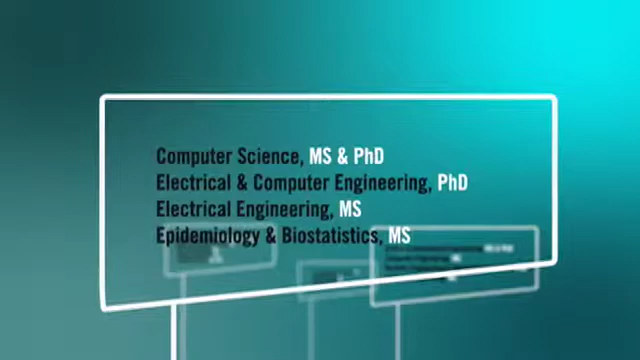 Computer Science, MS & PhD
Electrical & Computer Engineering, PhD
Electrical Engineering, MS
Epidemiology & Biostatistics, MS